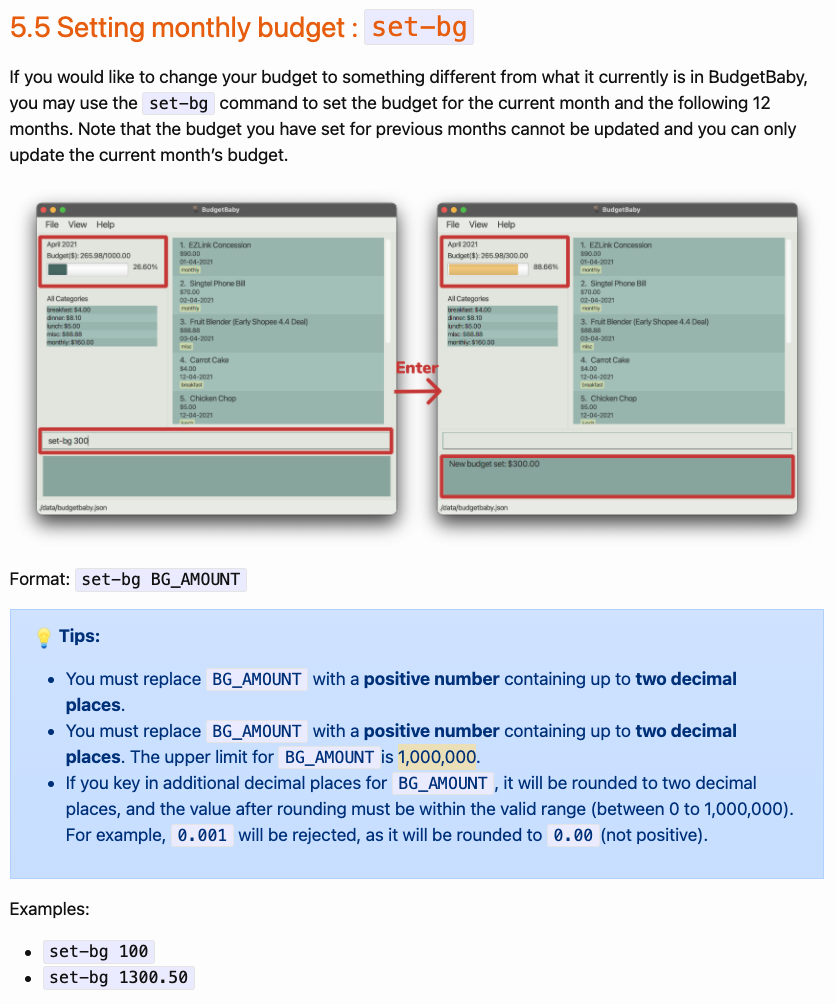 5.5 Setting monthly budget : set-bg
If you would like to change your budget to something different from what it currently is in BudgetBaby,
you may use the set-bg command to set the budget for the current month and the following 12
months. Note that the budget you have set for previous months cannot be updated and you can only
update the current month's budget.
BudgetBaby
File View Help
April 2021
Budget($): 265.98/1000.00
26.60%
All Categories
breakfast: $4.00
dinner: $8.10
lunch: $5.00
misc: $88.88
monthly: $160.00
1. EZLink Concession
$90.00
01-04-2021
monthly
2. Singtel Phone Bill
$70.00
02-04-2021
monthly
3. Fruit Blender (Early Shopee 4.4 Deal)
$88.88
03-04-2021
misc
4. Carrot Cake
$4.00
12-04-2021
breakfast
5. Chicken Chop
$5.00
12-04-2021
lunch
set-bg 300
/data/budgetbaby.json
Enter
BudgetBaby
File View Help
April 2021
Budget($): 265.98/300.00
88.66%
All Categories
breakfast: $4.00
dinner: $8.10
lunch: $5.00
misc: $88.88
monthly: $160.00
1. EZLink Concession
$90.00
01-04-2021
monthly
2. Singtel Phone Bill
$70.00
02-04-2021
monthly
3. Fruit Blender (Early Shopee 4.4 Deal)
$88.88
03-04-2021
misc
4. Carrot Cake
$4.00
12-04-2021
breakfast
5. Chicken Chop
$5.00
12-04-2021
lunch
New budget set: $300.00
/data/budgetbaby.json
Format: set-bg BG_AMOUNT
💡 Tips:
• You must replace BG_AMOUNT with a positive number containing up to two decimal
places.
• You must replace BG_AMOUNT with a positive number containing up to two decimal
places. The upper limit for BG_AMOUNT is 1,000,000.
• If you key in additional decimal places for BG_AMOUNT, it will be rounded to two decimal
places, and the value after rounding must be within the valid range (between 0 to 1,000,000).
For example, 0.001 will be rejected, as it will be rounded to 0.00 (not positive).
Examples:
• set-bg 100
• set-bg 1300.50